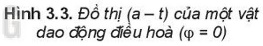 Hình 3.3. Đồ thị (a – t) của một vật
dao động điều hoà (φ = 0)